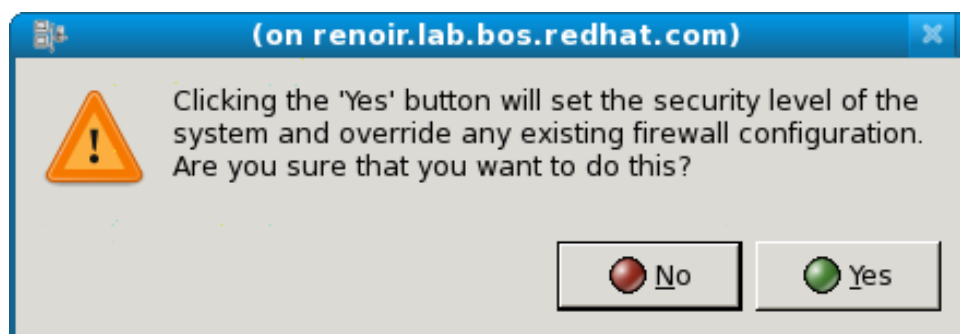 (on renoir.lab.bos.redhat.com)
Clicking the 'Yes' button will set the security level of the
system and override any existing firewall configuration.
Are you sure that you want to do this?
No Yes